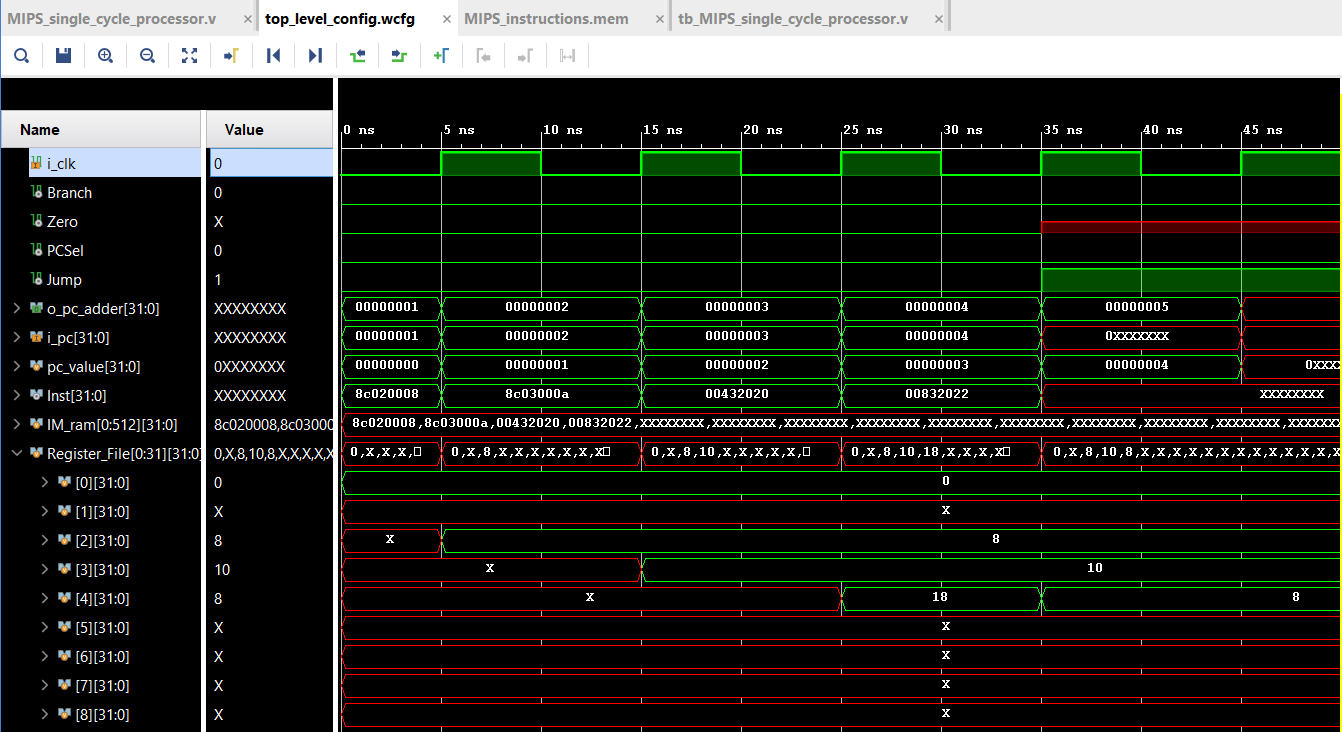 MIPS_single_cycle_processor.v × top_level_config.wcfg × MIPS_instructions.mem × tb_MIPS_single_cycle_processor.v ×
0 ns 5 ns 10 ns 15 ns 20 ns 25 ns 30 ns 35 ns 40 ns 45 ns
Name Value
i_clk 0
Branch 0
Zero X
PCSel 0
Jump 1
o_pc_adder[31:0] XXXXXXXX 00000001 00000002 00000003 00000004 00000005
i_pc[31:0] XXXXXXXX 00000001 00000002 00000003 00000004 0XXXXXXX
pc_value[31:0] 0XXXXXXX 00000000 00000001 00000002 00000003 00000004 0XXX
Inst[31:0] XXXXXXXX 8c020008 8c03000a 00432020 00832022 XXXXXXXX
IM_ram[0:512][31:0] 8c020008,8c03000 8c020008,8c03000a,00432020,00832022,XXXXXXXX,XXXXXXXX,XXXXXXXX,XXXXXXXX,XXXXXXXX,XXXXXXXX,XXXXXXXX,XXXXXXX
Register_File[0:31][31:0] 0,X,8,10,8,X,X,X,X,X 0,X,X,X,□ 0,X,8,X,X,X,X,X,X□ 0,X,8,10,X,X,X,X,□ 0,X,8,10,18,X,X,X,X□ 0,X,8,10,8,X,X,X,X,X,X,X,X,X
[0][31:0] 0 0
[1][31:0] X X
[2][31:0] 8 X 8
[3][31:0] 10 X 10
[4][31:0] 8 X 18 8
[5][31:0] X X
[6][31:0] X X
[7][31:0] X X
[8][31:0] X X